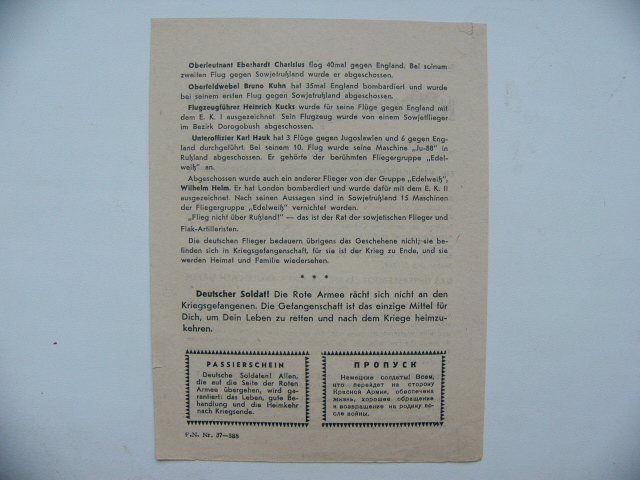 Oberleutnant Eberhardt Charisius flog 40mal gegen England. Bei seinem
zweiten Flug gegen Sowjetrußland wurde er abgeschossen.
Oberfeldwebel Bruno Kuhn hat 35mal England bombardiert und wurde
bei seinem ersten Flug gegen Sowjetrußland abgeschossen.
Flugzeugführer Heinrich Kucks wurde für seine Flüge gegen England mit
dem E. K. I ausgezeichnet. Sein Flugzeug wurde von einem Sowjetflieger
im Bezirk Dorogobush abgeschossen.
Unteroffizier Karl Hauk hat 3 Flüge gegen Jugoslawien und 6 gegen Eng-
land durchgeführt. Bei seinem 10. Flug wurde seine Maschine „Ju-88" in
Rußland abgeschossen. Er gehörte der berühmten Fliegergruppe „Edel-
weiß" an.
Abgeschossen wurde auch ein anderer Flieger von der Gruppe „Edelweiß",
Wilhelm Helm. Er hat London bombardiert und wurde dafür mit dem E. K. II
ausgezeichnet. Nach seinen Aussagen sind in Sowjetrußland 15 Maschinen
der Fliegergruppe „Edelweiß" vernichtet worden.
„Flieg nicht über Rußland!" — das ist der Rat der sowjetischen Flieger und
Flak-Artilleristen.
Die deutschen Flieger bedauern übrigens das Geschehene nicht; sie be-
finden sich in Kriegsgefangenschaft, für sie ist der Krieg zu Ende, und sie
werden Heimat und Familie wiedersehen.
* * *
Deutscher Soldat! Die Rote Armee rächt sich nicht an den
Kriegsgefangenen. Die Gefangenschaft ist das einzige Mittel für
Dich, um Dein Leben zu retten und nach dem Kriege heimzu-
kehren.
PASSIERSCHEIN
Deutsche Soldaten! Allen,
die auf die Seite der Roten
Armee übergehen, wird ga-
rantiert: das Leben, gute Be-
handlung und die Heimkehr
nach Kriegsende.
ПРОПУСК
Немецкие солдаты! Всем,
кто перейдет на сторону
Красной Армии, обеспечена
жизнь, хорошее обращение
и возвращение на родину по-
сле войны.
F.N. Nr. 37—388